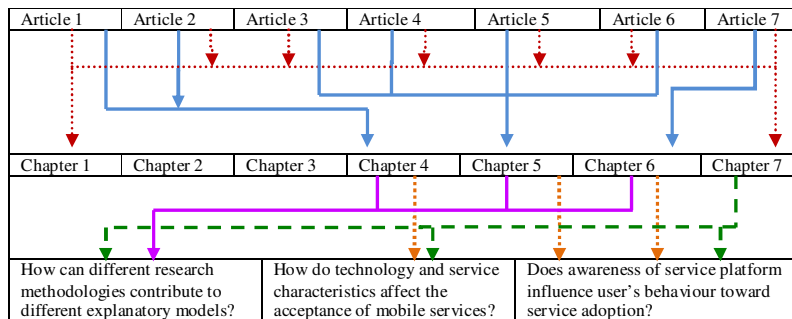 Article 1 Article 2 Article 3 Article 4 Article 5 Article 6 Article 7
Chapter 1 Chapter 2 Chapter 3 Chapter 4 Chapter 5 Chapter 6 Chapter 7
How can different research
methodologies contribute to
different explanatory models?
How do technology and service
characteristics affect the
acceptance of mobile services?
Does awareness of service platform
influence user's behaviour toward
service adoption?